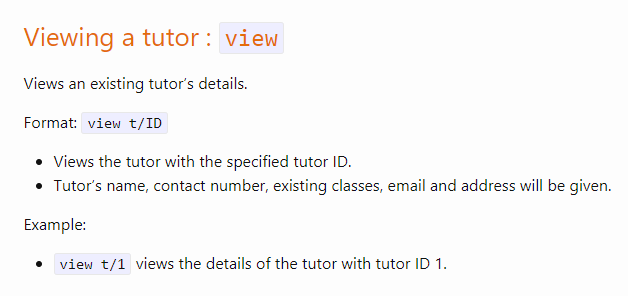 Viewing a tutor : view
Views an existing tutor's details.
Format: view t/ID
Views the tutor with the specified tutor ID.
Tutor's name, contact number, existing classes, email and address will be given.
Example:
view t/1 views the details of the tutor with tutor ID 1.